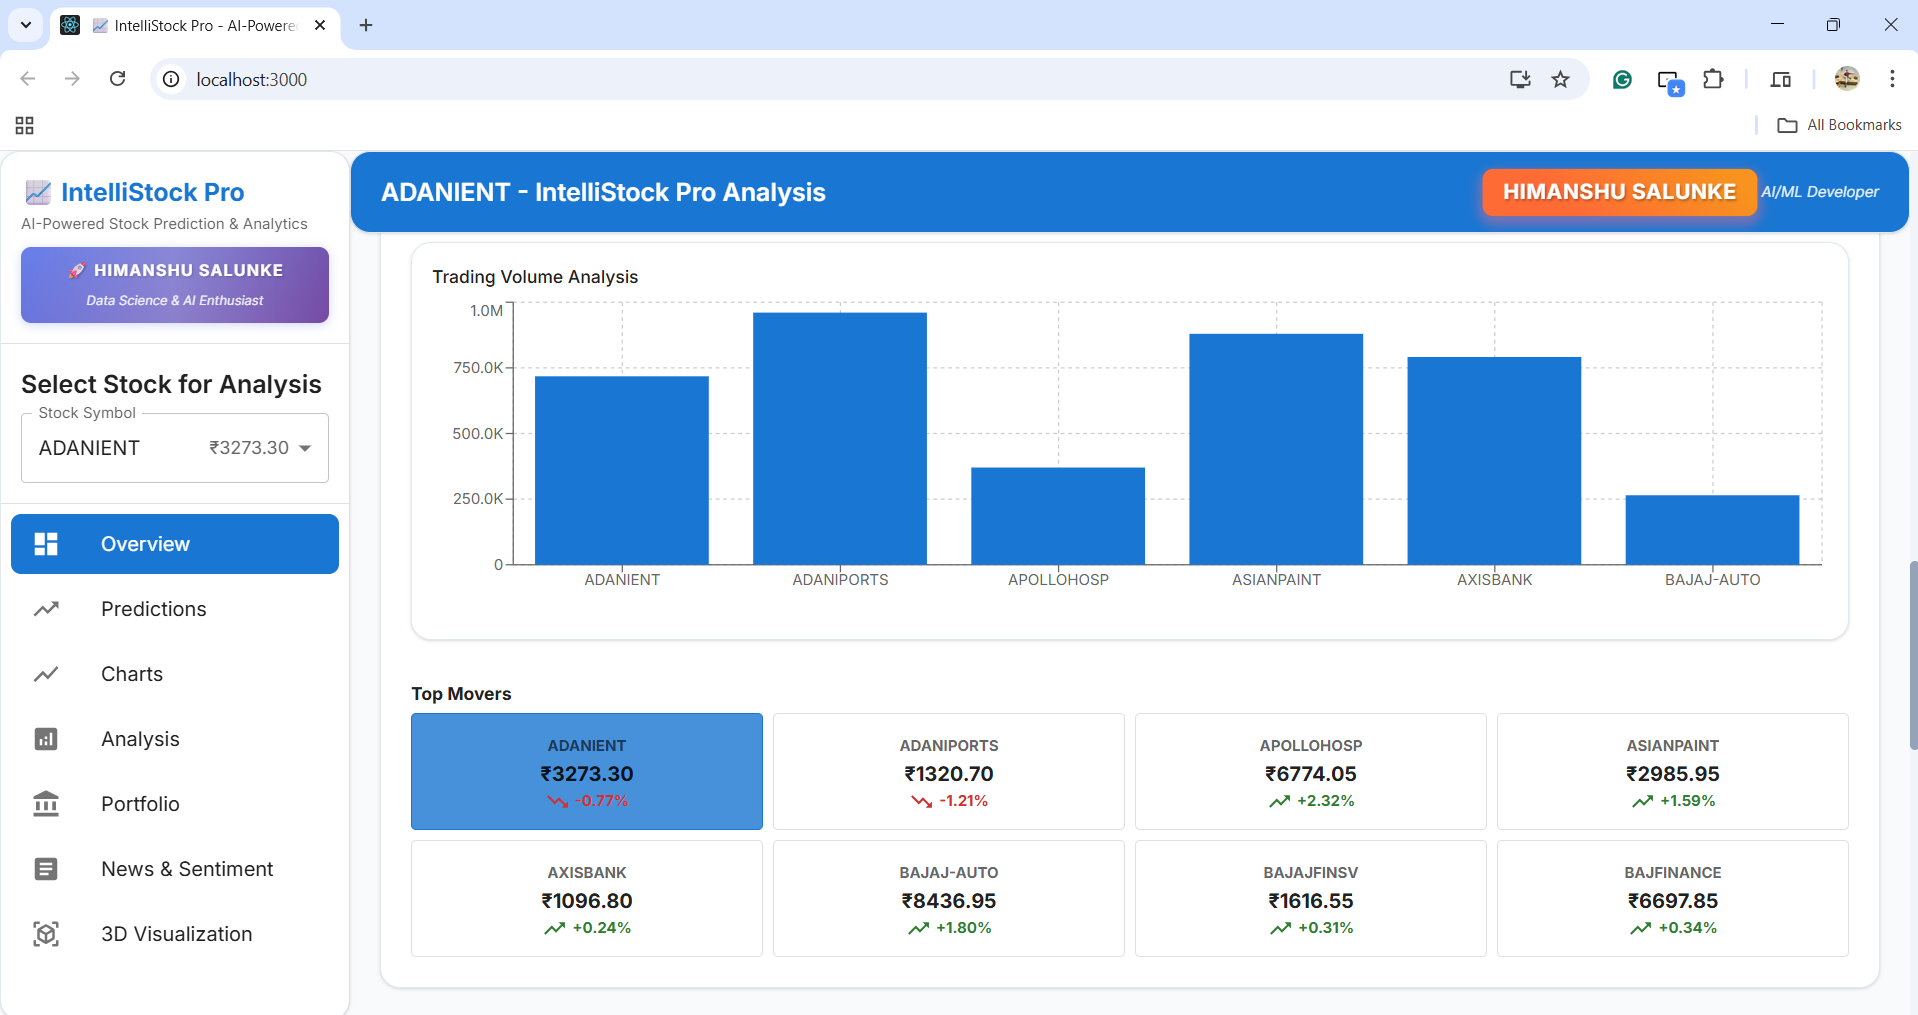 IntelliStock Pro - AI-Powere
localhost:3000
All Bookmarks
IntelliStock Pro
AI-Powered Stock Prediction & Analytics
🚀 HIMANSHU SALUNKE
Data Science & AI Enthusiast
Select Stock for Analysis
Stock Symbol
ADANIENT ₹3273.30
Overview
Predictions
Charts
Analysis
Portfolio
News & Sentiment
3D Visualization
ADANIENT - IntelliStock Pro Analysis
HIMANSHU SALUNKE AI/ML Developer
Trading Volume Analysis
1.0M
750.0K
500.0K
250.0K
0
ADANIENT ADANIPORTS APOLLOHOSP ASIANPAINT AXISBANK BAJAJ-AUTO
Top Movers
ADANIENT
₹3273.30
-0.77%
ADANIPORTS
₹1320.70
-1.21%
APOLLOHOSP
₹6774.05
+2.32%
ASIANPAINT
₹2985.95
+1.59%
AXISBANK
₹1096.80
+0.24%
BAJAJ-AUTO
₹8436.95
+1.80%
BAJAJFINSV
₹1616.55
+0.31%
BAJFINANCE
₹6697.85
+0.34%